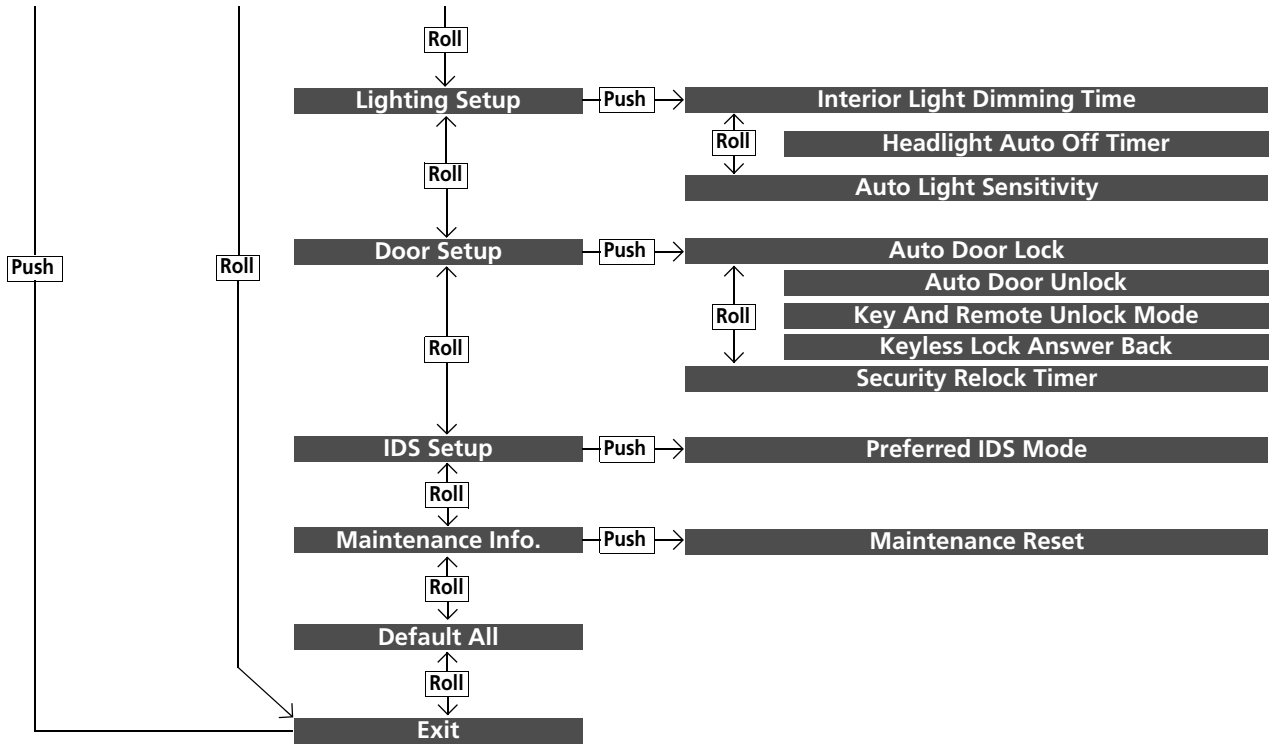 Roll
Lighting Setup Push Interior Light Dimming Time
Roll Headlight Auto Off Timer
Roll
Auto Light Sensitivity
Door Setup Push Auto Door Lock
Push Roll
Auto Door Unlock
Roll Key And Remote Unlock Mode
Roll Keyless Lock Answer Back
Security Relock Timer
IDS Setup Push Preferred IDS Mode
Roll
Maintenance Info. Push Maintenance Reset
Roll
Default All
Roll
Exit